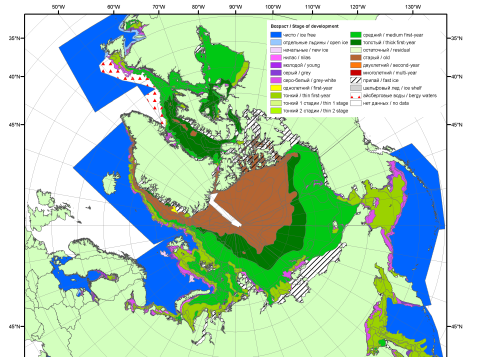 50°W 60°W 70°W 80°W 90°W 100°W 110°W 120°W 130°W
Возраст / Stage of development
чисто / ice free
отдельные льдины / open ice
начальные / new ice
нилас / nilas
молодой / young
серый / grey
серо-белый / grey-white
однолетний / first-year
тонкий / thin first-year
тонкий 1 стадии / thin 1 stage
тонкий 2 стадии / thin 2 stage
средний / medium first-year
толстый / thick first-year
остаточный / residual
старый / old
двухлетний / second-year
многолетний / multi-year
припай / fast ice
шельфовый лед / ice shelf
айсберговые воды / bergy waters
нет данных / no data
35°N
40°N
45°N
45°N
35°N
40°N
45°N
45°N